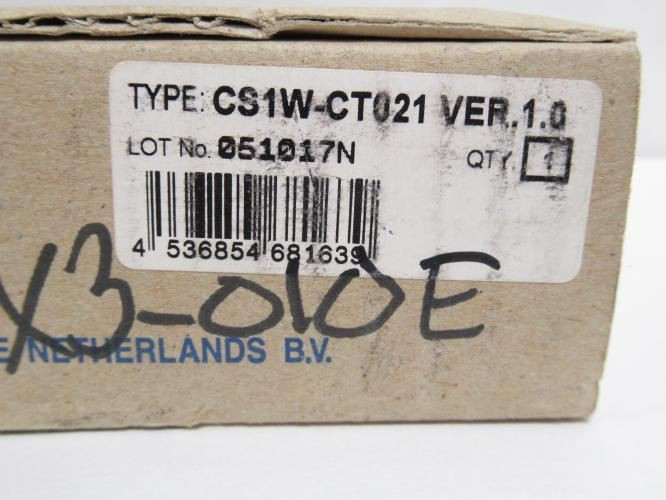 TYPE: CS1W-CT021 VER.1.0
LOT No. 051017N QTY. 1
4 536854 681639
X3-010E
E NETHERLANDS B.V.